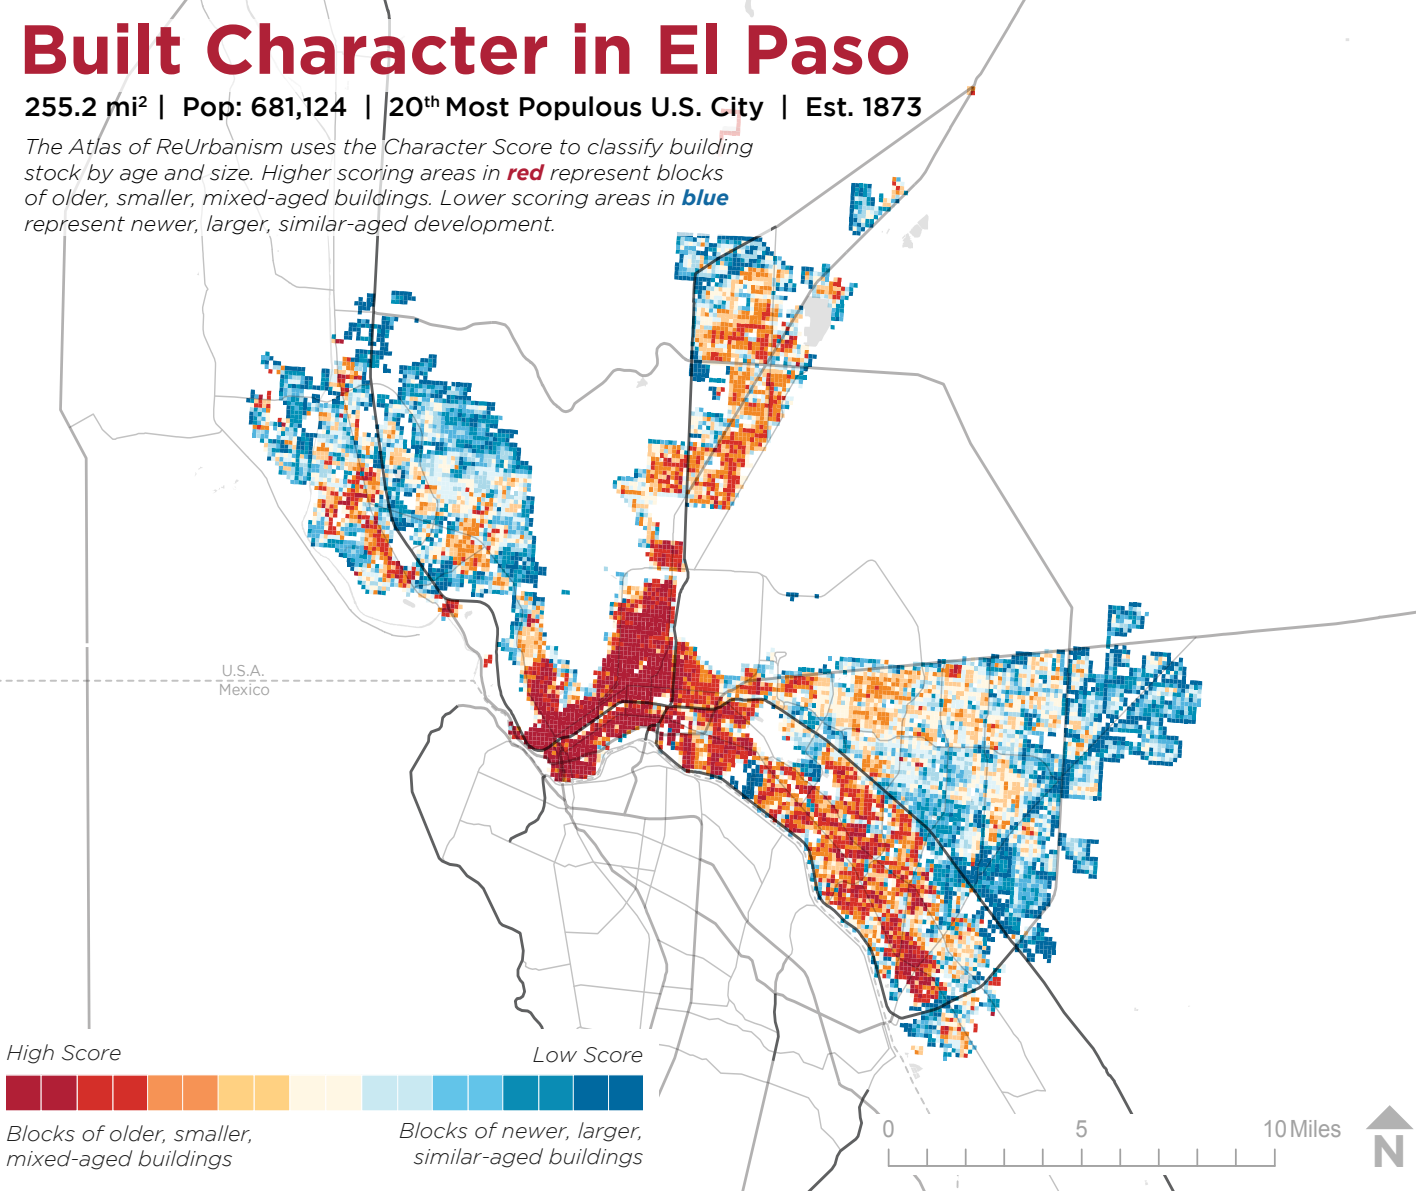 Built Character in El Paso
255.2 mi² | Pop: 681,124 | 20th Most Populous U.S. City | Est. 1873
The Atlas of ReUrbanism uses the Character Score to classify building
stock by age and size. Higher scoring areas in red represent blocks
of older, smaller, mixed-aged buildings. Lower scoring areas in blue
represent newer, larger, similar-aged development.
U.S.A.
Mexico
High Score
Low Score
Blocks of older, smaller,
mixed-aged buildings
Blocks of newer, larger,
similar-aged buildings
0 5 10 Miles
N